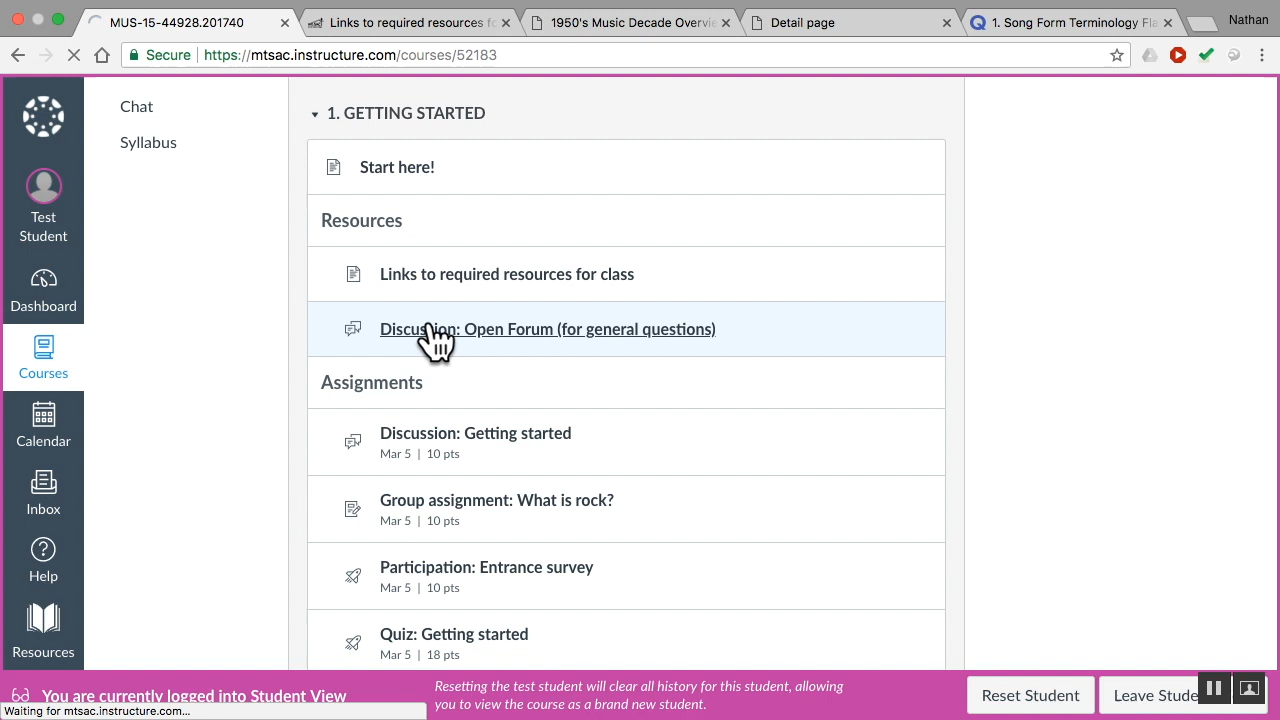 MUS-15-44928.201740
Links to required resources fo
1950's Music Decade Overvie
Detail page
1. Song Form Terminology Fla
Nathan
Secure
https://mtsac.instructure.com/courses/52183
Test
Student
Dashboard
Courses
Calendar
Inbox
Help
Resources
Chat
Syllabus
1. GETTING STARTED
Start here!
Resources
Links to required resources for class
Discussion: Open Forum (for general questions)
Assignments
Discussion: Getting started
Mar 5 | 10 pts
Group assignment: What is rock?
Mar 5 | 10 pts
Participation: Entrance survey
Mar 5 | 10 pts
Quiz: Getting started
Mar 5 | 18 pts
You are currently logged into Student View
Resetting the test student will clear all history for this student, allowing
you to view the course as a brand new student.
Reset Student
Leave Stude
Waiting for mtsac.instructure.com...